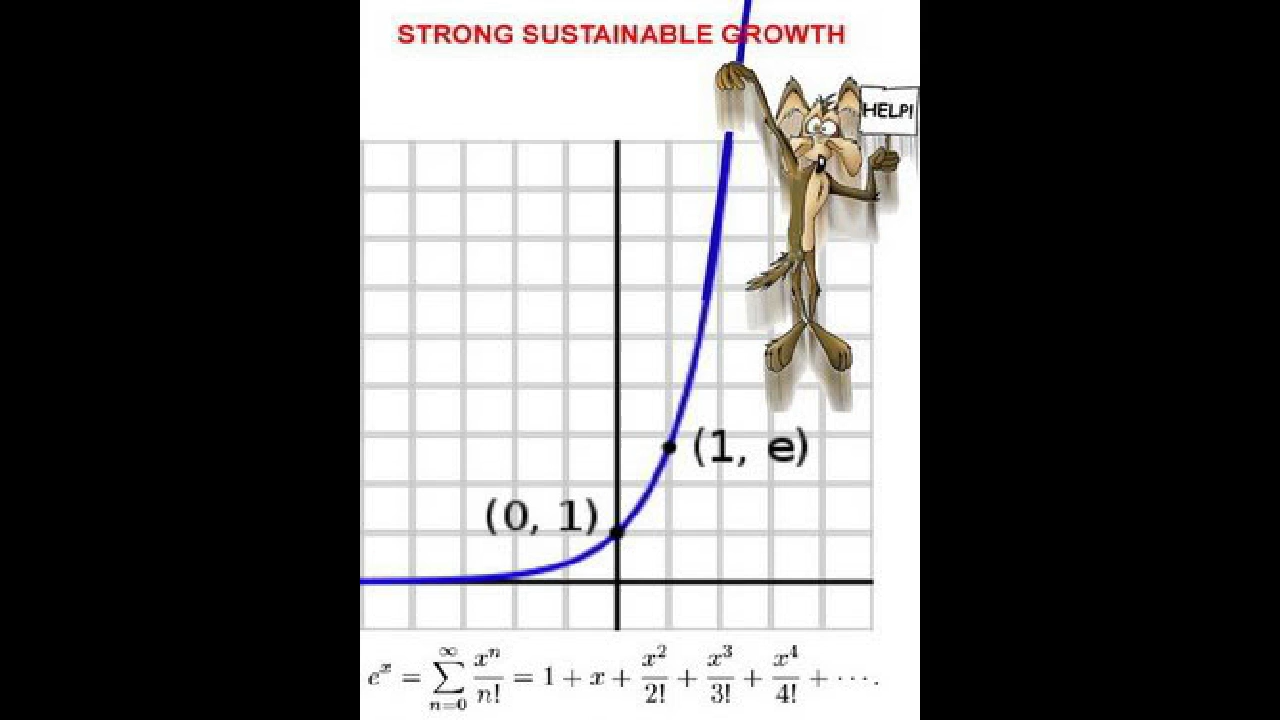 STRONG SUSTAINABLE GROWTH
HELP!
(1, e)
(0, 1)
e^x = ∑_{n=0}^{∞} x^n/n! = 1 + x + x^2/2! + x^3/3! + x^4/4! + ⋯.